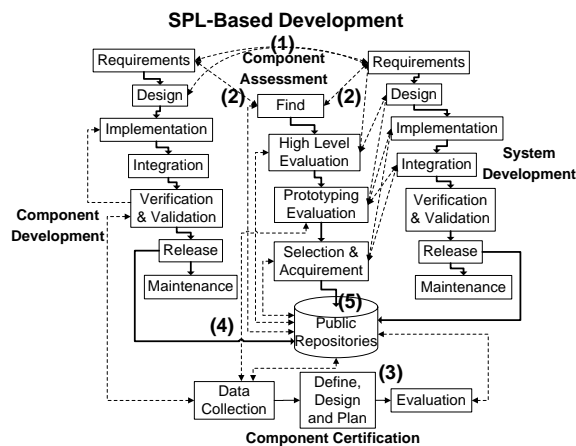 SPL-Based Development
(1)
Requirements
Design
Implementation
Integration
Verification
& Validation
Release
Maintenance
Component
Development
Component
Assessment
(2)
(2)
Find
High Level
Evaluation
Prototyping
Evaluation
Selection &
Acquirement
(5)
Public
Repositories
Requirements
Design
Implementation
Integration
Verification
& Validation
Release
Maintenance
System
Development
(4)
(3)
Data
Collection
Define,
Design
and Plan
Evaluation
Component Certification